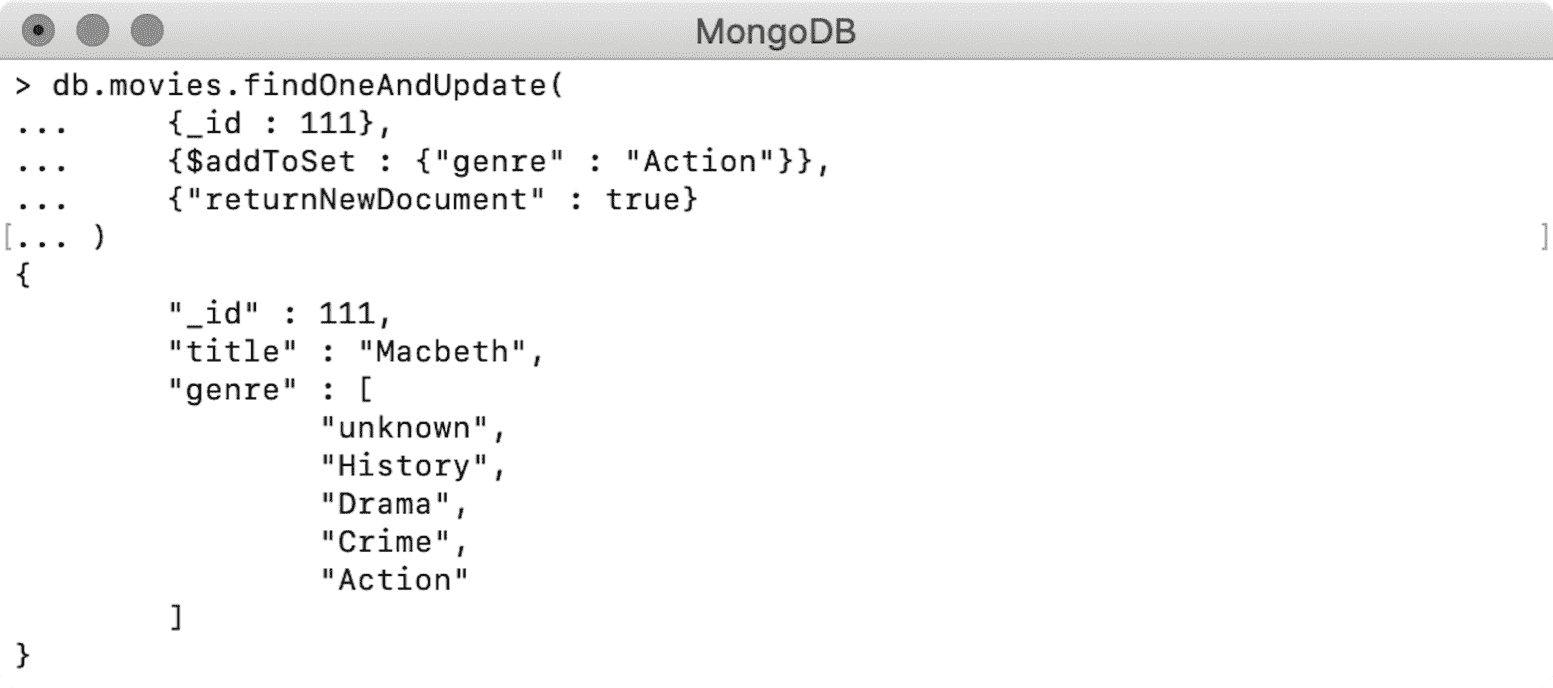 MongoDB
> db.movies.findOneAndUpdate(
...     {_id : 111},
...     {$addToSet : {"genre" : "Action"}},
...     {"returnNewDocument" : true}
[... )                                                                          ]
{
        "_id" : 111,
        "title" : "Macbeth",
        "genre" : [
                "unknown",
                "History",
                "Drama",
                "Crime",
                "Action"
        ]
}